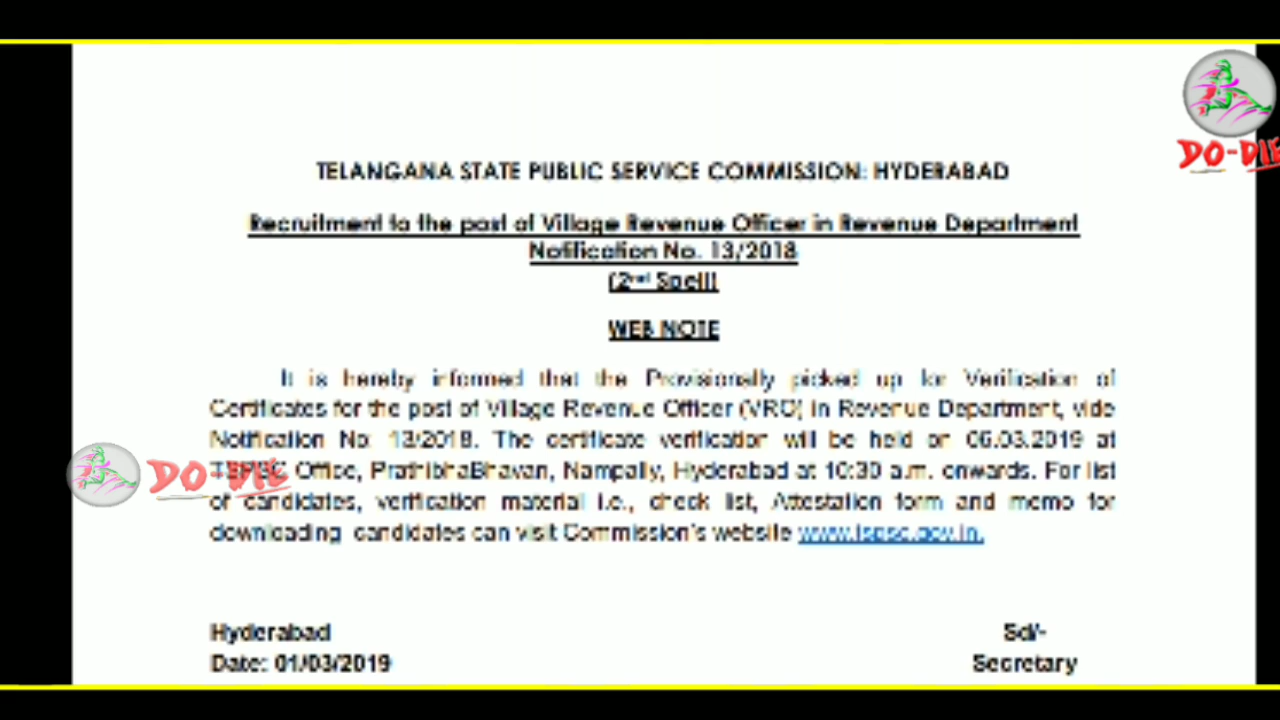 DO-DIE
TELANGANA STATE PUBLIC SERVICE COMMISSION: HYDERABAD
Recruitment to the post of Village Revenue Officer in Revenue Department
Notification No. 13/2018
(2nd Spell)
WEB NOTE
It is hereby informed that the Provisionally picked up for Verification of
Certificates for the post of Village Revenue Officer (VRO) in Revenue Department, vide
Notification No: 13/2018. The certificate verification will be held on 06.03.2019 at
TSPSC Office, PrathibhaBhavan, Nampally, Hyderabad at 10:30 a.m. onwards. For list
of candidates, verification material i.e., check list, Attestation form and memo for
downloading candidates can visit Commission's website www.tspsc.gov.in.
DO-DIE
Hyderabad
Sd/-
Date: 01/03/2019
Secretary